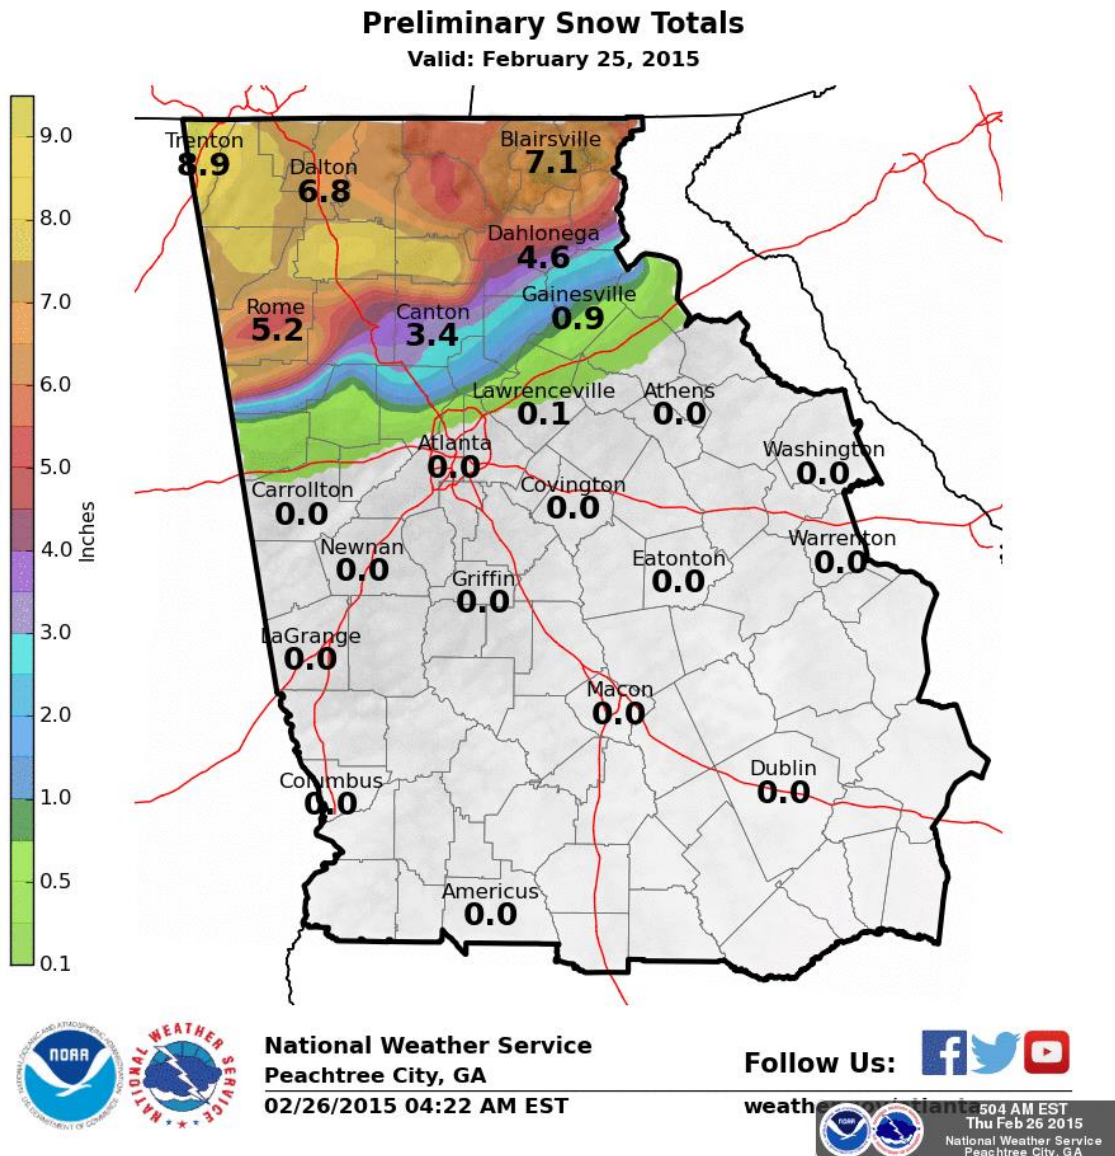 Preliminary Snow Totals
Valid: February 25, 2015
9.0
8.0
7.0
6.0
5.0
4.0
3.0
2.0
1.0
0.5
0.1
Inches
Trenton
8.9
Dalton
6.8
Blairsville
7.1
Dahlonega
4.6
Rome
5.2
Canton
3.4
Gainesville
0.9
Lawrenceville
0.1
Athens
0.0
Atlanta
0.0
Washington
0.0
Carrollton
0.0
Covington
0.0
Newnan
0.0
Griffin
0.0
Eatonton
0.0
Warrenton
0.0
LaGrange
0.0
Macon
0.0
Columbus
0.0
Dublin
0.0
Americus
0.0
NOAA
NATIONAL WEATHER SERVICE
National Weather Service
Peachtree City, GA
02/26/2015 04:22 AM EST
Follow Us:
504 AM EST
Thu Feb 26 2015
National Weather Service
Peachtree City, GA